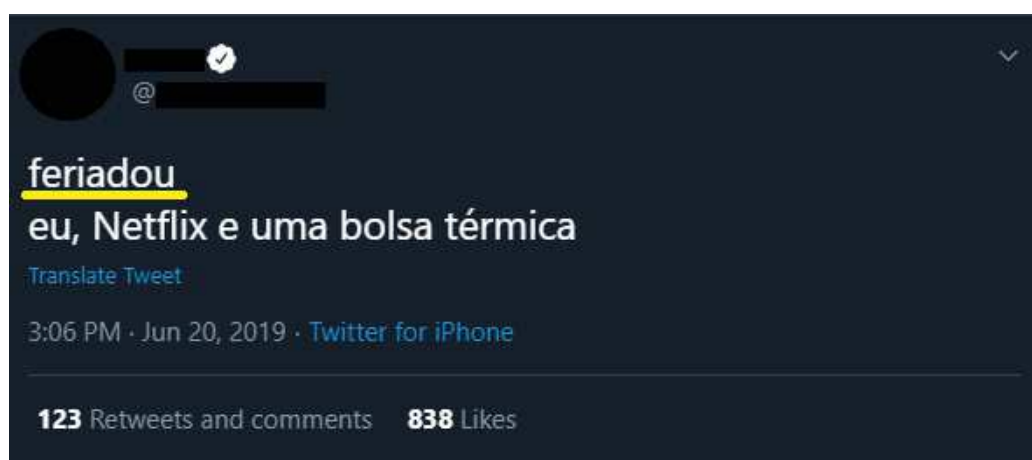 @
feriadou
eu, Netflix e uma bolsa térmica
Translate Tweet
3:06 PM · Jun 20, 2019 · Twitter for iPhone
123 Retweets and comments 838 Likes